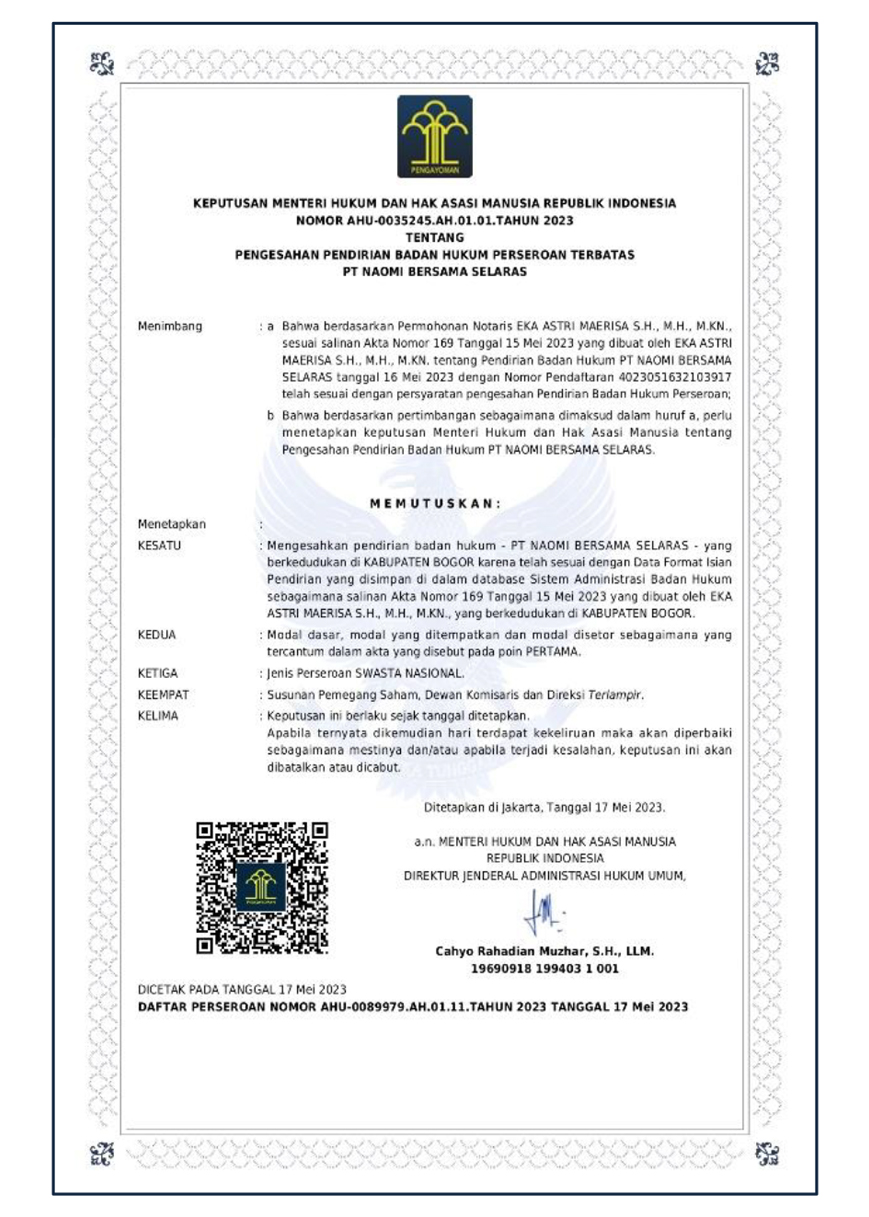 PENGAYOMAN
KEPUTUSAN MENTERI HUKUM DAN HAK ASASI MANUSIA REPUBLIK INDONESIA
NOMOR AHU-0035245.AH.01.01.TAHUN 2023
TENTANG
PENGESAHAN PENDIRIAN BADAN HUKUM PERSEROAN TERBATAS
PT NAOMI BERSAMA SELARAS
Menimbang : a Bahwa berdasarkan Permohonan Notaris EKA ASTRI MAERISA S.H., M.H., M.KN.,
sesuai salinan Akta Nomor 169 Tanggal 15 Mei 2023 yang dibuat oleh EKA ASTRI
MAERISA S.H., M.H., M.KN. tentang Pendirian Badan Hukum PT NAOMI BERSAMA
SELARAS tanggal 16 Mei 2023 dengan Nomor Pendaftaran 4023051632103917
telah sesuai dengan persyaratan pengesahan Pendirian Badan Hukum Perseroan;
b Bahwa berdasarkan pertimbangan sebagaimana dimaksud dalam huruf a, perlu
menetapkan keputusan Menteri Hukum dan Hak Asasi Manusia tentang
Pengesahan Pendirian Badan Hukum PT NAOMI BERSAMA SELARAS.
M E M U T U S K A N :
Menetapkan :
KESATU : Mengesahkan pendirian badan hukum - PT NAOMI BERSAMA SELARAS - yang
berkedudukan di KABUPATEN BOGOR karena telah sesuai dengan Data Format Isian
Pendirian yang disimpan di dalam database Sistem Administrasi Badan Hukum
sebagaimana salinan Akta Nomor 169 Tanggal 15 Mei 2023 yang dibuat oleh EKA
ASTRI MAERISA S.H., M.H., M.KN., yang berkedudukan di KABUPATEN BOGOR.
KEDUA : Modal dasar, modal yang ditempatkan dan modal disetor sebagaimana yang
tercantum dalam akta yang disebut pada poin PERTAMA.
KETIGA : Jenis Perseroan SWASTA NASIONAL.
KEEMPAT : Susunan Pemegang Saham, Dewan Komisaris dan Direksi Terlampir.
KELIMA : Keputusan ini berlaku sejak tanggal ditetapkan.
Apabila ternyata dikemudian hari terdapat kekeliruan maka akan diperbaiki
sebagaimana mestinya dan/atau apabila terjadi kesalahan, keputusan ini akan
dibatalkan atau dicabut.
Ditetapkan di Jakarta, Tanggal 17 Mei 2023.
a.n. MENTERI HUKUM DAN HAK ASASI MANUSIA
REPUBLIK INDONESIA
DIREKTUR JENDERAL ADMINISTRASI HUKUM UMUM,
Cahyo Rahadian Muzhar, S.H., LLM.
19690918 199403 1 001
DICETAK PADA TANGGAL 17 Mei 2023
DAFTAR PERSEROAN NOMOR AHU-0089979.AH.01.11.TAHUN 2023 TANGGAL 17 Mei 2023